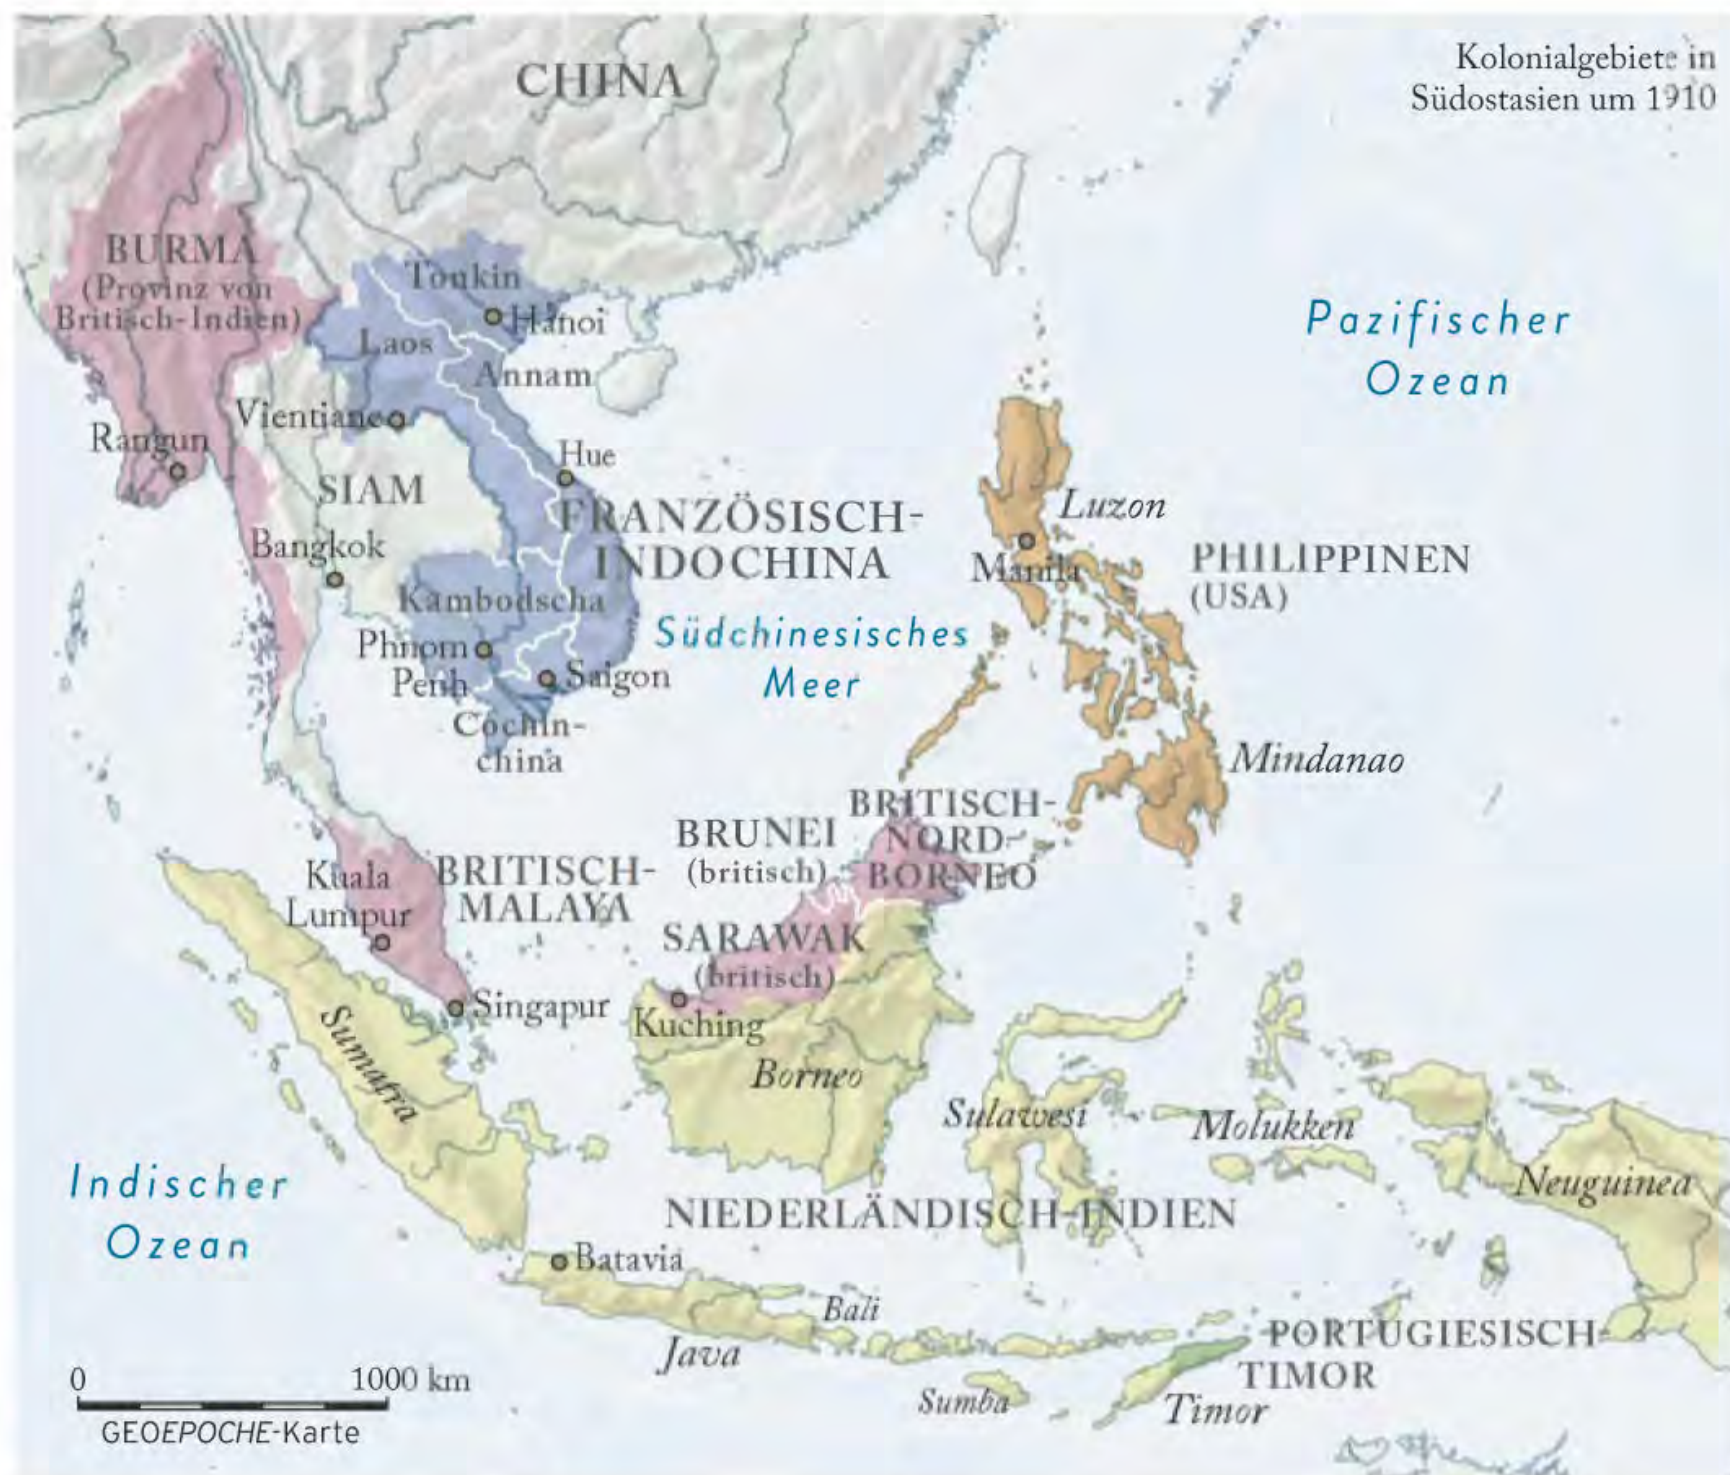 Kolonialgebiete in
Südostasien um 1910
CHINA
BURMA
(Provinz von
Britisch-Indien)
Tonkin
Hanoi
Laos
Annam
Vientiane
Rangun
Hue
SIAM
Bangkok
FRANZÖSISCH-
INDOCHINA
Kambodscha
Phnom
Penh
Saigon
Cochin-
china
Südchinesisches
Meer
Pazifischer
Ozean
Luzon
Manila
PHILIPPINEN
(USA)
Mindanao
BRITISCH-
NORD-
BORNEO
BRUNEI
(britisch)
Kuala
Lumpur
BRITISCH-
MALAYA
SARAWAK
(britisch)
Singapur
Kuching
Sumatra
Borneo
Sulawesi
Molukken
Neuguinea
Indischer
Ozean
NIEDERLÄNDISCH-INDIEN
Batavia
Bali
Java
Sumba
PORTUGIESISCH-
TIMOR
Timor
0 1000 km
GEOEPOCHE-Karte